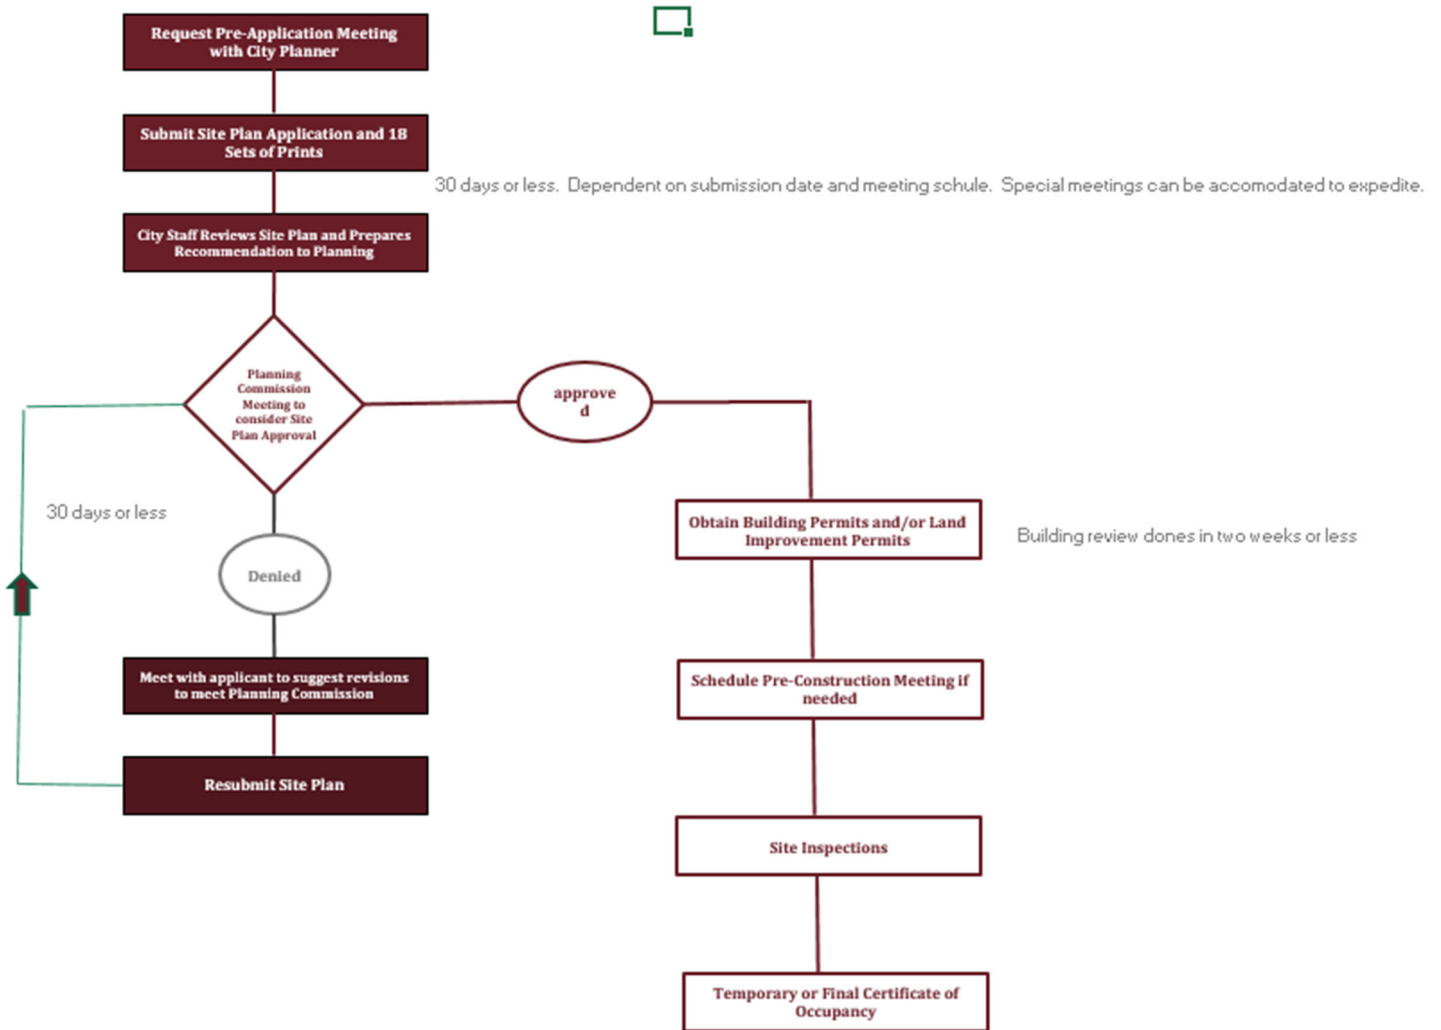 Request Pre-Application Meeting
with City Planner
Submit Site Plan Application and 18
Sets of Prints
30 days or less.  Dependent on submission date and meeting schule.  Special meetings can be accomodated to expedite.
City Staff Reviews Site Plan and Prepares
Recommendation to Planning
Planning
Commission
Meeting to
consider Site
Plan Approval
approve
d
30 days or less
Denied
Meet with applicant to suggest revisions
to meet Planning Commission
Resubmit Site Plan
Obtain Building Permits and/or Land
Improvement Permits
Building review dones in two weeks or less
Schedule Pre-Construction Meeting if
needed
Site Inspections
Temporary or Final Certificate of
Occupancy